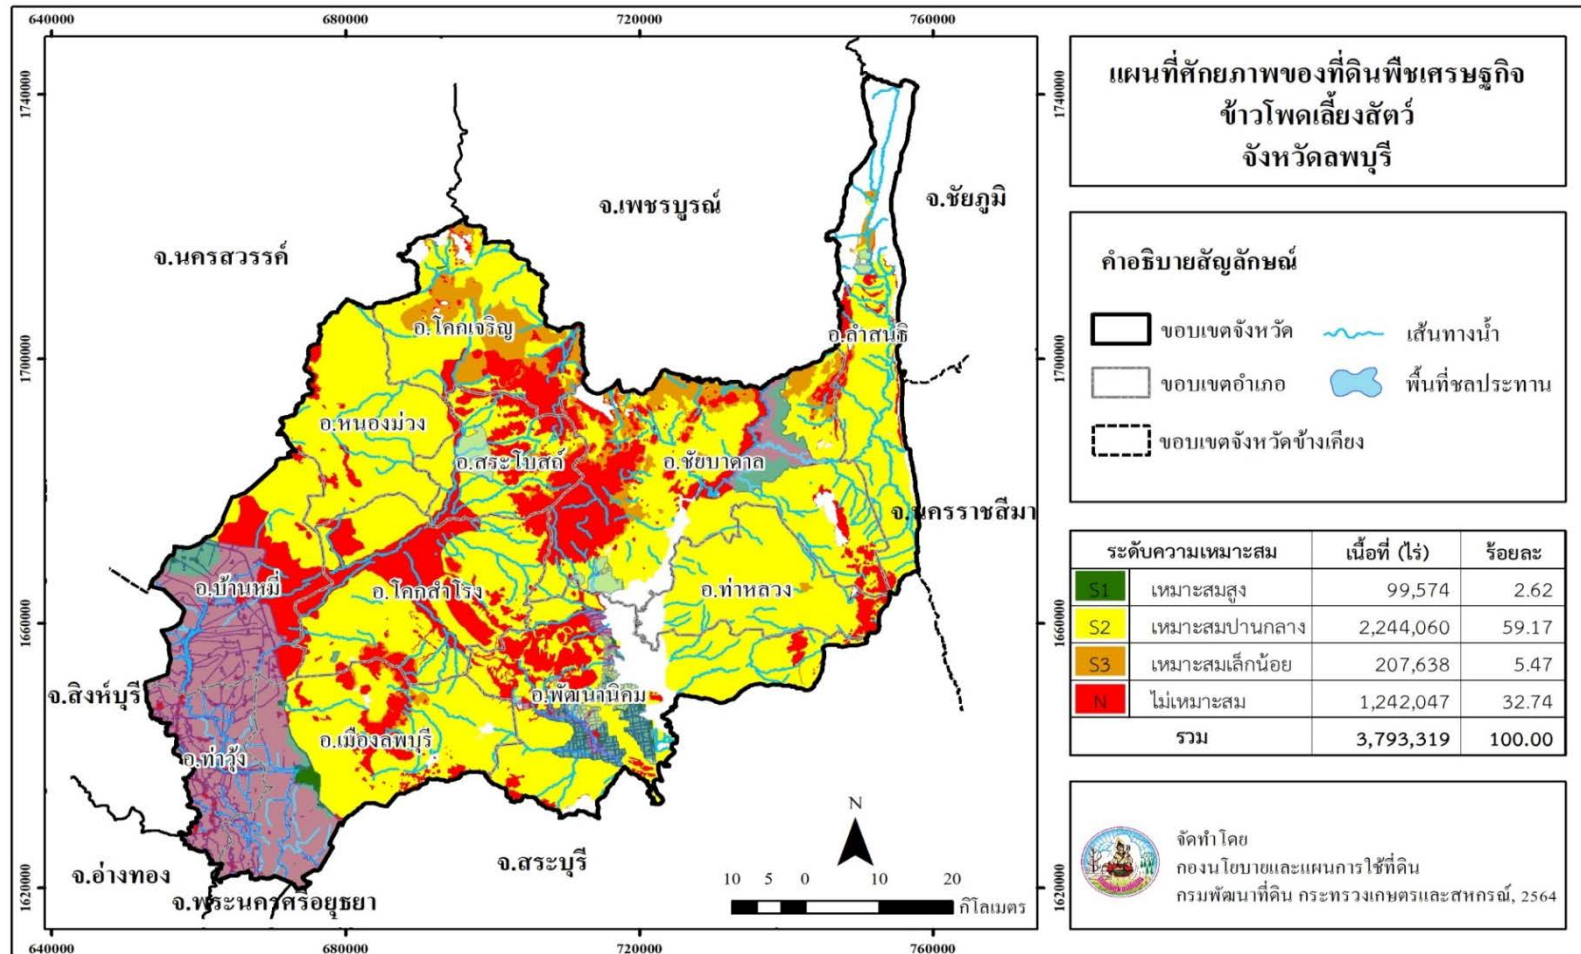 640000 680000 720000 760000
1740000
1700000
1660000
1620000
จ.นครสวรรค์
จ.เพชรบูรณ์
จ.ชัยภูมิ
อ.โคกเจริญ
อ.ลำสนธิ
อ.หนองม่วง
อ.สระโบสถ์
อ.ชัยบาดาล
จ.นครราชสีมา
อ.บ้านหมี่
อ.โคกสำโรง
อ.ท่าหลวง
จ.สิงห์บุรี
อ.พัฒนานิคม
อ.ท่าวุ้ง
อ.เมืองลพบุรี
จ.อ่างทอง
จ.สระบุรี
จ.พระนครศรีอยุธยา
N
10 5 0 10 20
กิโลเมตร
1740000
1700000
1660000
1620000
640000 680000 720000 760000
แผนที่ศักยภาพของที่ดินพืชเศรษฐกิจ
ข้าวโพดเลี้ยงสัตว์
จังหวัดลพบุรี
คำอธิบายสัญลักษณ์
ขอบเขตจังหวัด เส้นทางน้ำ
ขอบเขตอำเภอ พื้นที่ชลประทาน
ขอบเขตจังหวัดข้างเคียง
ระดับความเหมาะสม เนื้อที่ (ไร่) ร้อยละ
S1 เหมาะสมสูง 99,574 2.62
S2 เหมาะสมปานกลาง 2,244,060 59.17
S3 เหมาะสมเล็กน้อย 207,638 5.47
N ไม่เหมาะสม 1,242,047 32.74
รวม 3,793,319 100.00
จัดทำโดย
กองนโยบายและแผนการใช้ที่ดิน
กรมพัฒนาที่ดิน กระทรวงเกษตรและสหกรณ์, 2564